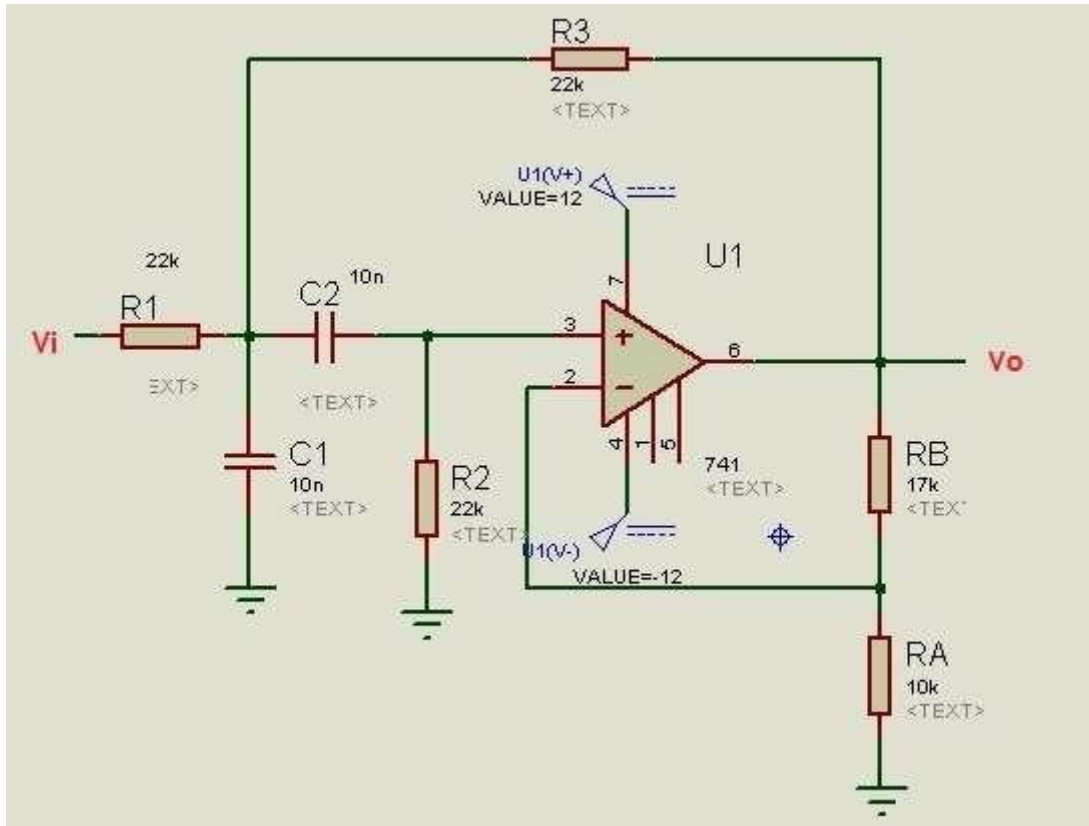 R3
22k
<TEXT>
U1(V+)
VALUE=12
U1
7
22k
10n
R1
C2
Vi
3
+
6
Vo
EXT>
<TEXT>
2
−
C1
10n
<TEXT>
R2
22k
<TEXT>
4
1
5
741
<TEXT>
RB
17k
<TEXT
U1(V-)
VALUE=-12
RA
10k
<TEXT>